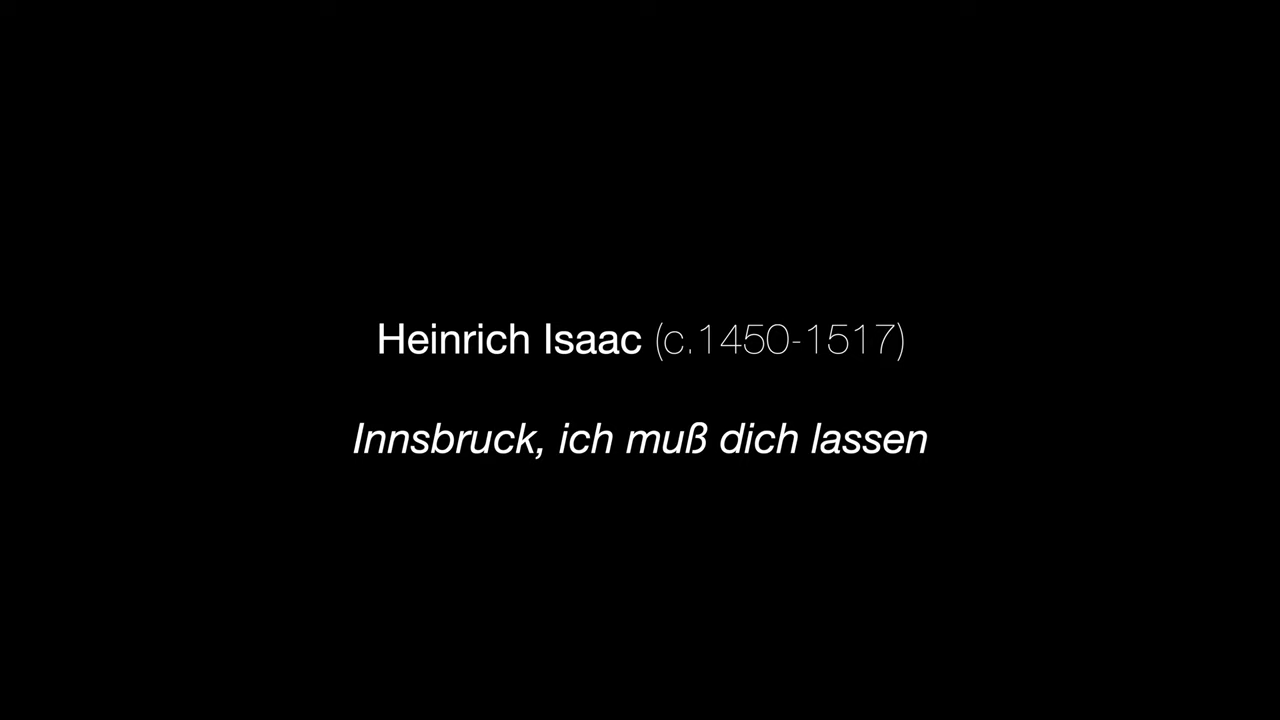 Heinrich Isaac (c.1450-1517)
Innsbruck, ich muß dich lassen